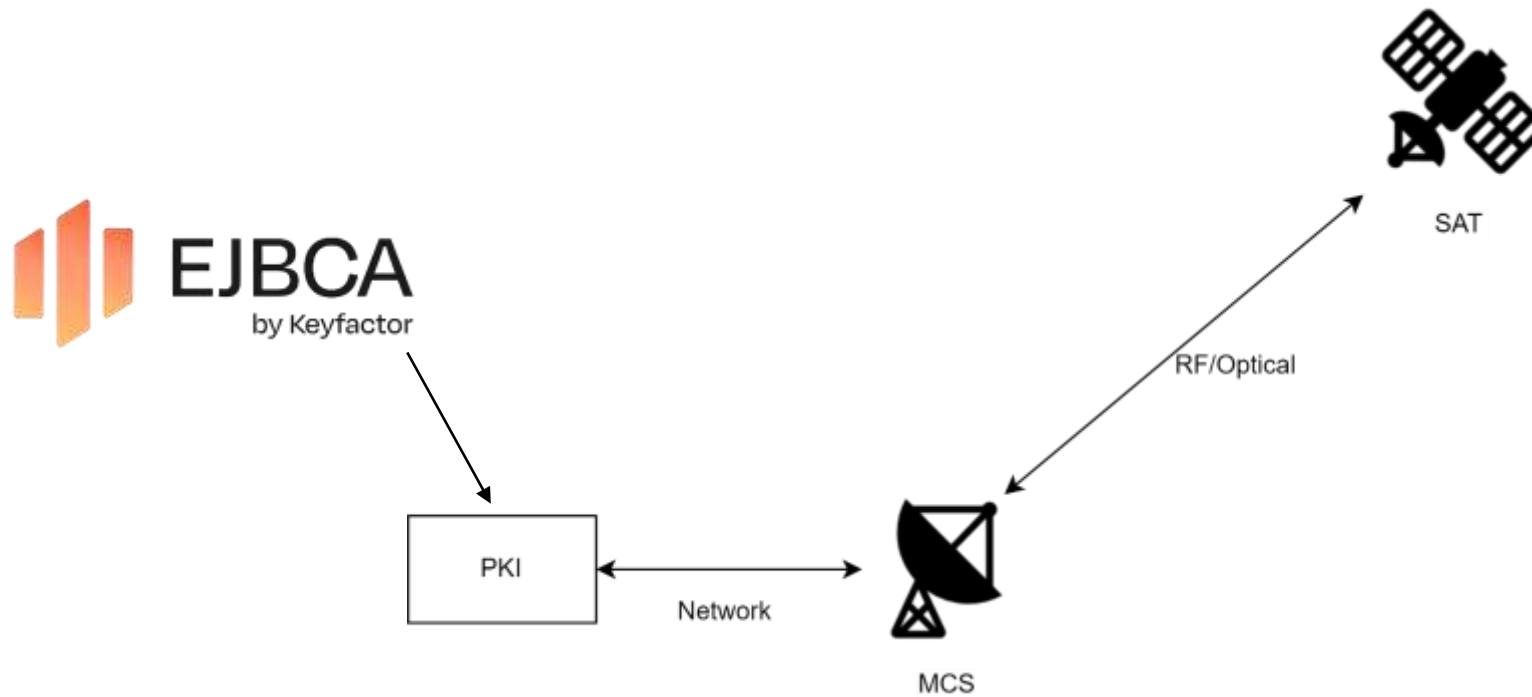 SAT
EJBCA
by Keyfactor
RF/Optical
PKI
Network
MCS